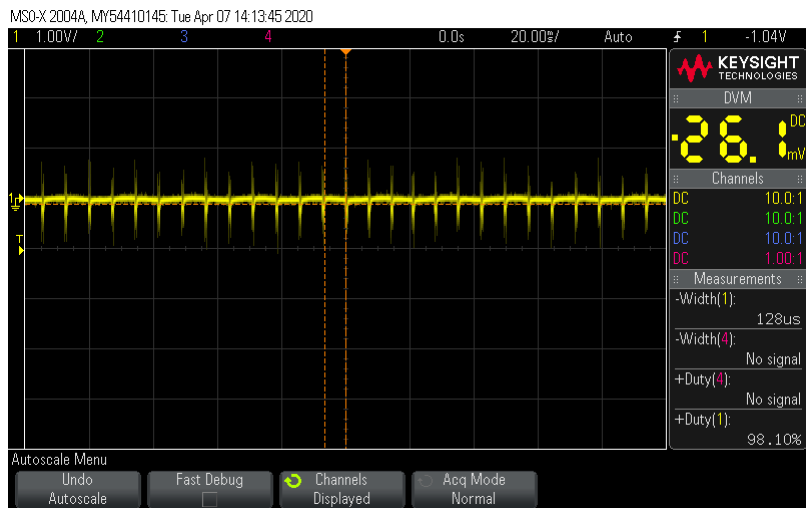 MSO-X 2004A, MY54410145: Tue Apr 07 14:13:45 2020
1 1.00V/ 2 3 4 0.0s 20.00ms/ Auto 1 -1.04V
KEYSIGHT
TECHNOLOGIES
DVM
-26.1 DC mV
Channels
DC 10.0:1
DC 10.0:1
DC 10.0:1
DC 1.00:1
Measurements
-Width(1):
128us
-Width(4):
No signal
+Duty(4):
No signal
+Duty(1):
98.10%
1
T
Autoscale Menu
Undo Autoscale
Fast Debug
Channels Displayed
Acq Mode Normal